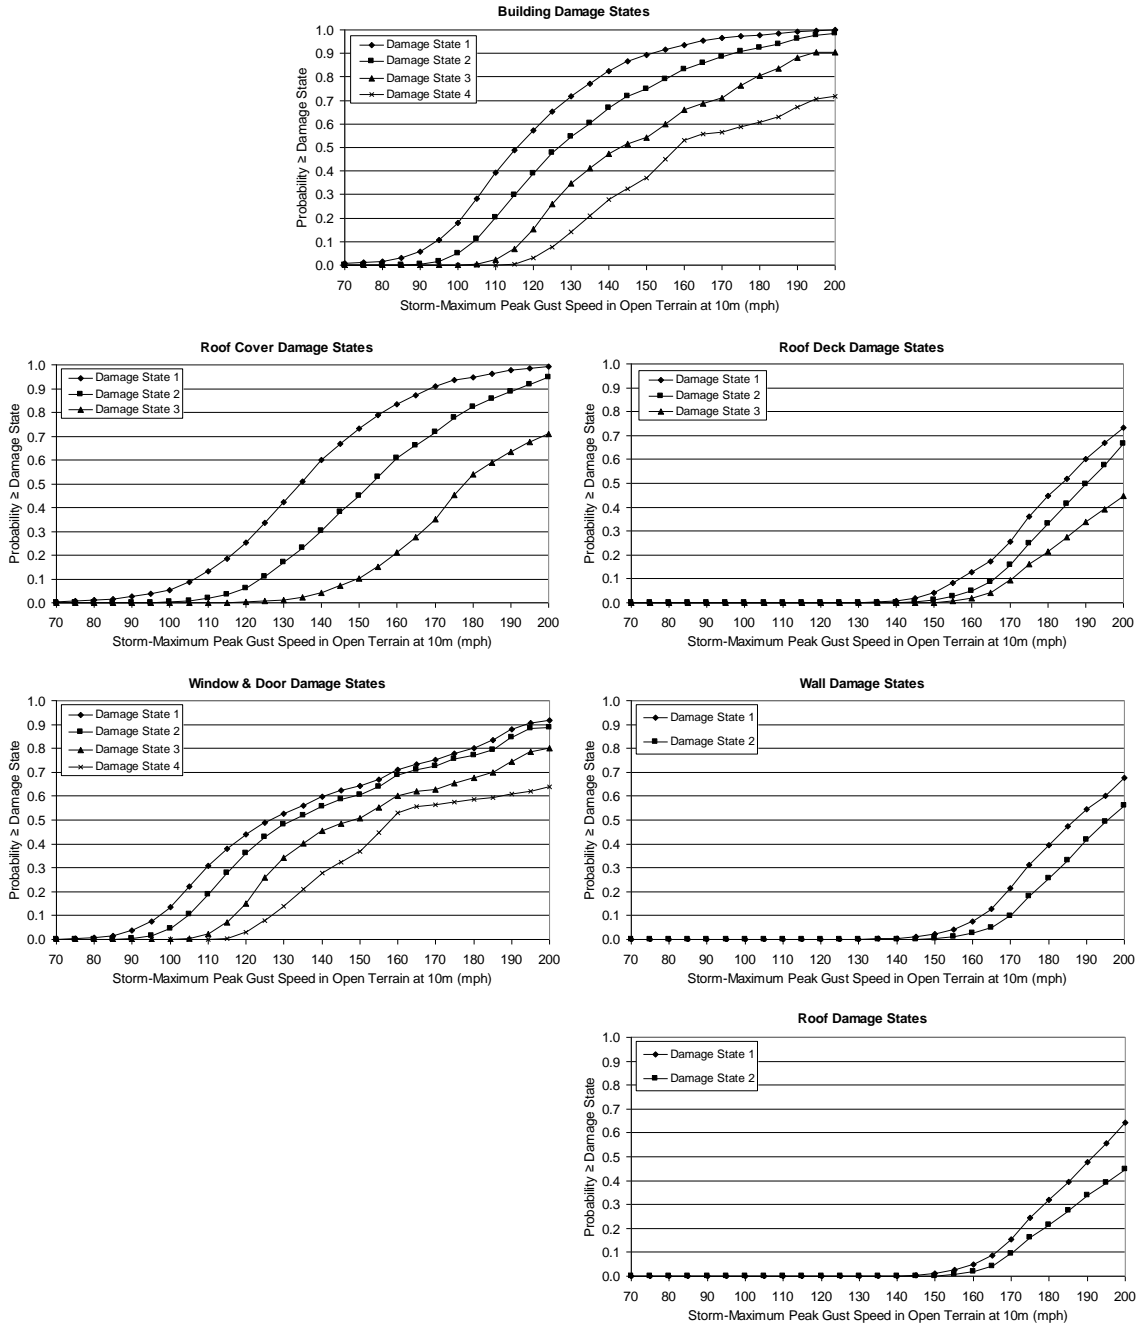 Building Damage States
Probability ≥ Damage State
1.0
0.9
0.8
0.7
0.6
0.5
0.4
0.3
0.2
0.1
0.0
Damage State 1
Damage State 2
Damage State 3
Damage State 4
70 80 90 100 110 120 130 140 150 160 170 180 190 200
Storm-Maximum Peak Gust Speed in Open Terrain at 10m (mph)
Roof Cover Damage States
Probability ≥ Damage State
1.0
0.9
0.8
0.7
0.6
0.5
0.4
0.3
0.2
0.1
0.0
Damage State 1
Damage State 2
Damage State 3
70 80 90 100 110 120 130 140 150 160 170 180 190 200
Storm-Maximum Peak Gust Speed in Open Terrain at 10m (mph)
Roof Deck Damage States
Probability ≥ Damage State
1.0
0.9
0.8
0.7
0.6
0.5
0.4
0.3
0.2
0.1
0.0
Damage State 1
Damage State 2
Damage State 3
70 80 90 100 110 120 130 140 150 160 170 180 190 200
Storm-Maximum Peak Gust Speed in Open Terrain at 10m (mph)
Window & Door Damage States
Probability ≥ Damage State
1.0
0.9
0.8
0.7
0.6
0.5
0.4
0.3
0.2
0.1
0.0
Damage State 1
Damage State 2
Damage State 3
Damage State 4
70 80 90 100 110 120 130 140 150 160 170 180 190 200
Storm-Maximum Peak Gust Speed in Open Terrain at 10m (mph)
Wall Damage States
Probability ≥ Damage State
1.0
0.9
0.8
0.7
0.6
0.5
0.4
0.3
0.2
0.1
0.0
Damage State 1
Damage State 2
70 80 90 100 110 120 130 140 150 160 170 180 190 200
Storm-Maximum Peak Gust Speed in Open Terrain at 10m (mph)
Roof Damage States
Probability ≥ Damage State
1.0
0.9
0.8
0.7
0.6
0.5
0.4
0.3
0.2
0.1
0.0
Damage State 1
Damage State 2
70 80 90 100 110 120 130 140 150 160 170 180 190 200
Storm-Maximum Peak Gust Speed in Open Terrain at 10m (mph)